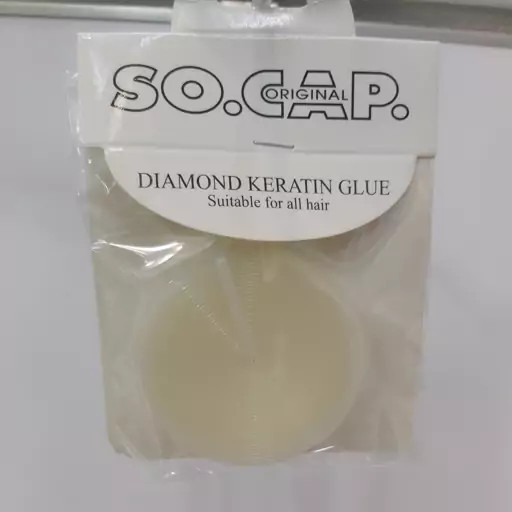 SO.CAP.
ORIGINAL
DIAMOND KERATIN GLUE
Suitable for all hair